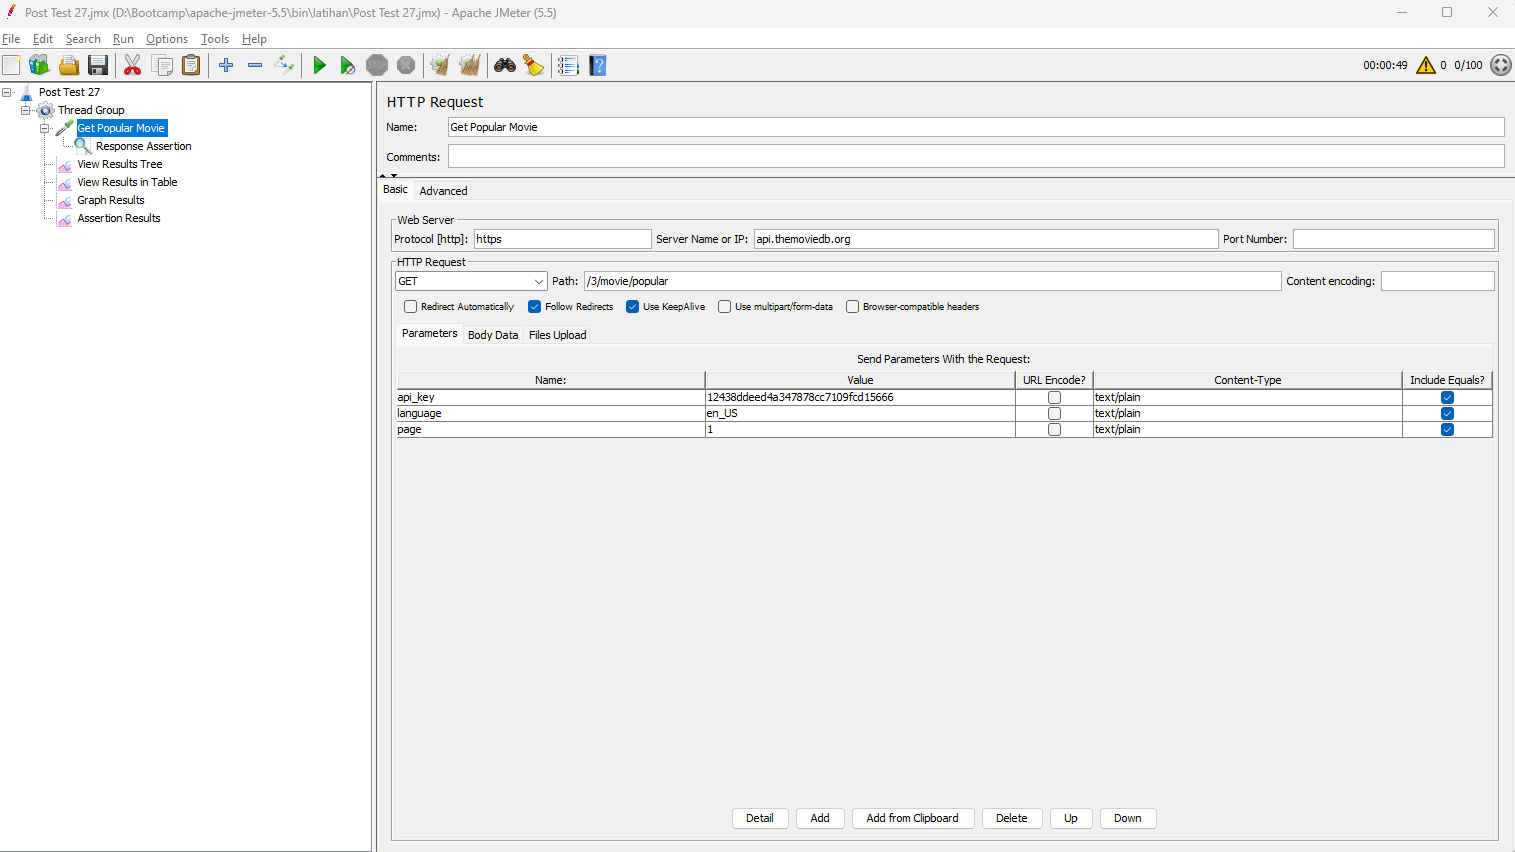 Post Test 27.jmx (D:\Bootcamp\apache-jmeter-5.5\bin\latihan\Post Test 27.jmx) - Apache JMeter (5.5)
File Edit Search Run Options Tools Help
STOP ? 00:00:49 0 0/100
Post Test 27
Thread Group
Get Popular Movie
Response Assertion
View Results Tree
View Results in Table
Graph Results
Assertion Results
HTTP Request
Name: Get Popular Movie
Comments:
Basic Advanced
Web Server
Protocol [http]: https Server Name or IP: api.themoviedb.org Port Number:
HTTP Request
GET Path: /3/movie/popular Content encoding:
Redirect Automatically Follow Redirects Use KeepAlive Use multipart/form-data Browser-compatible headers
Parameters Body Data Files Upload
Send Parameters With the Request:
Name: Value URL Encode? Content-Type Include Equals?
api_key 12438ddeed4a347878cc7109fcd15666 text/plain
language en_US text/plain
page 1 text/plain
Detail Add Add from Clipboard Delete Up Down